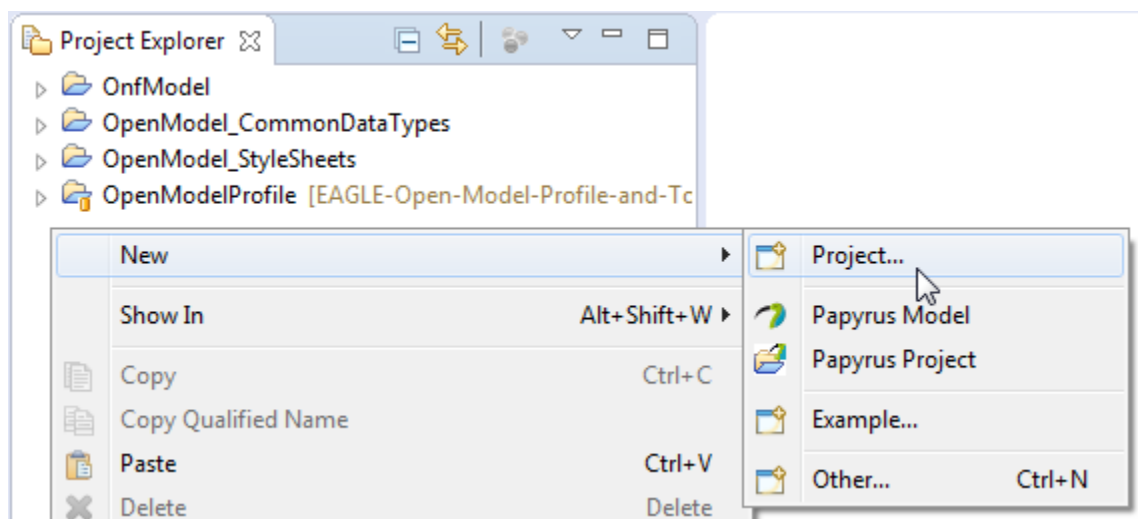 Project Explorer
OnfModel
OpenModel_CommonDataTypes
OpenModel_StyleSheets
OpenModelProfile [EAGLE-Open-Model-Profile-and-Tc
New
Project...
Show In Alt+Shift+W
Papyrus Model
Papyrus Project
Copy Ctrl+C
Copy Qualified Name
Example...
Paste Ctrl+V
Other... Ctrl+N
Delete Delete